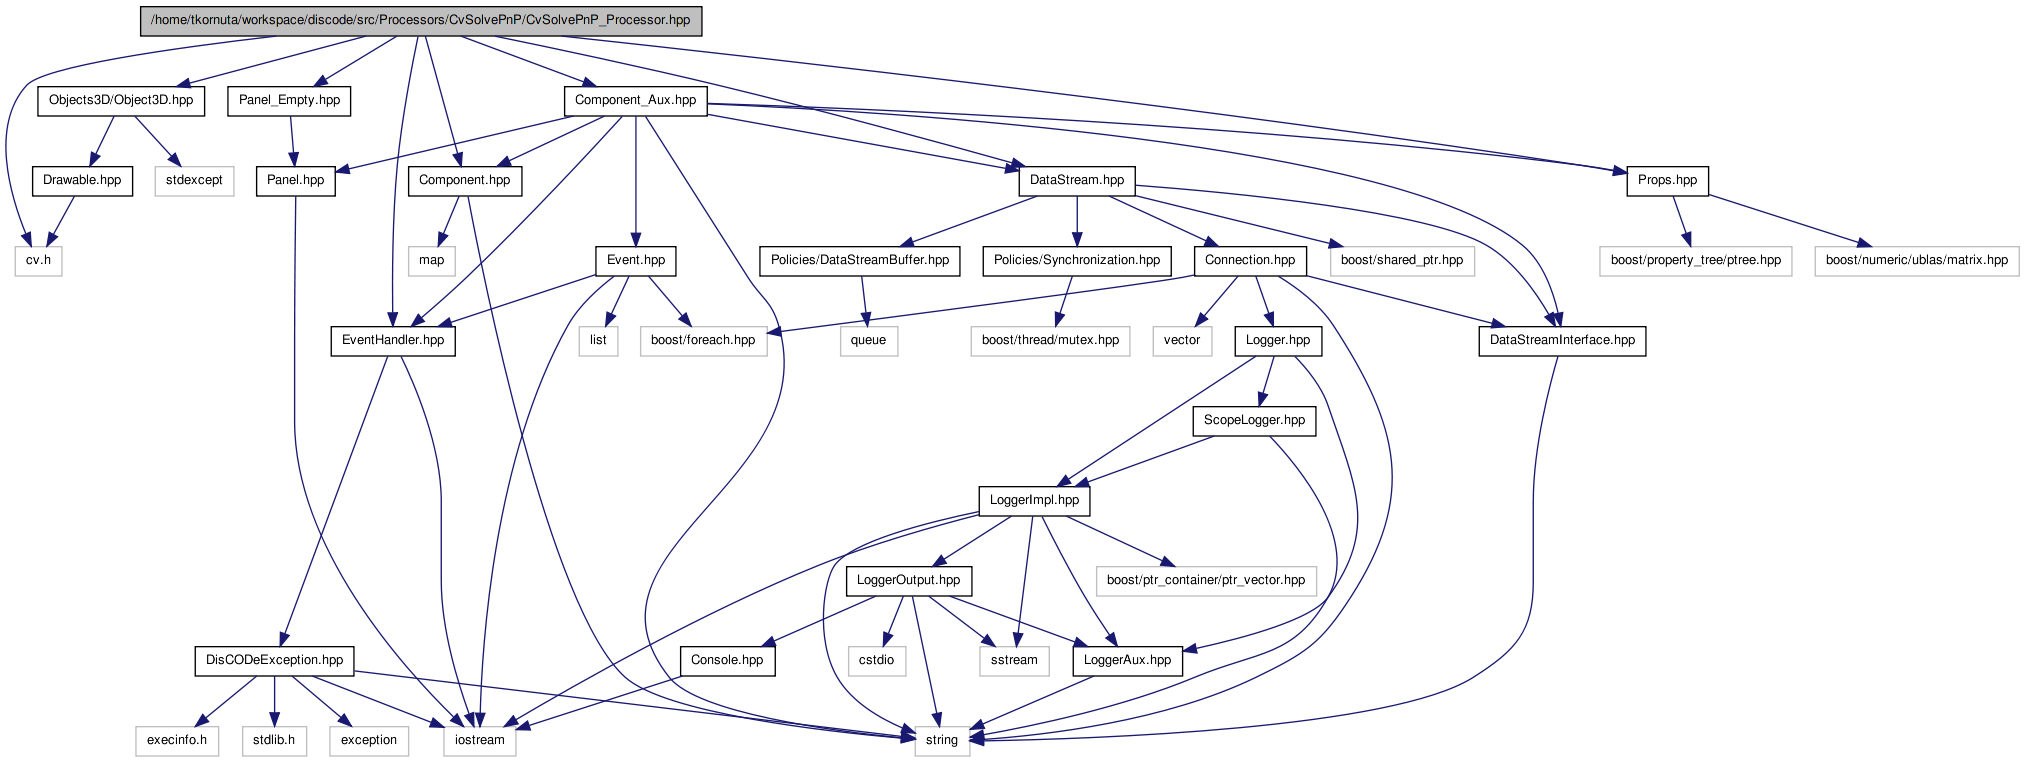 /home/tkornuta/workspace/discode/src/Processors/CvSolvePnP/CvSolvePnP_Processor.hpp
Objects3D/Object3D.hpp
Panel_Empty.hpp
Component_Aux.hpp
Drawable.hpp
stdexcept
Panel.hpp
Component.hpp
DataStream.hpp
Props.hpp
cv.h
map
Event.hpp
Policies/DataStreamBuffer.hpp
Policies/Synchronization.hpp
Connection.hpp
boost/shared_ptr.hpp
boost/property_tree/ptree.hpp
boost/numeric/ublas/matrix.hpp
EventHandler.hpp
list
boost/foreach.hpp
queue
boost/thread/mutex.hpp
vector
Logger.hpp
DataStreamInterface.hpp
ScopeLogger.hpp
LoggerImpl.hpp
LoggerOutput.hpp
boost/ptr_container/ptr_vector.hpp
DisCODeException.hpp
Console.hpp
cstdio
sstream
LoggerAux.hpp
execinfo.h
stdlib.h
exception
iostream
string